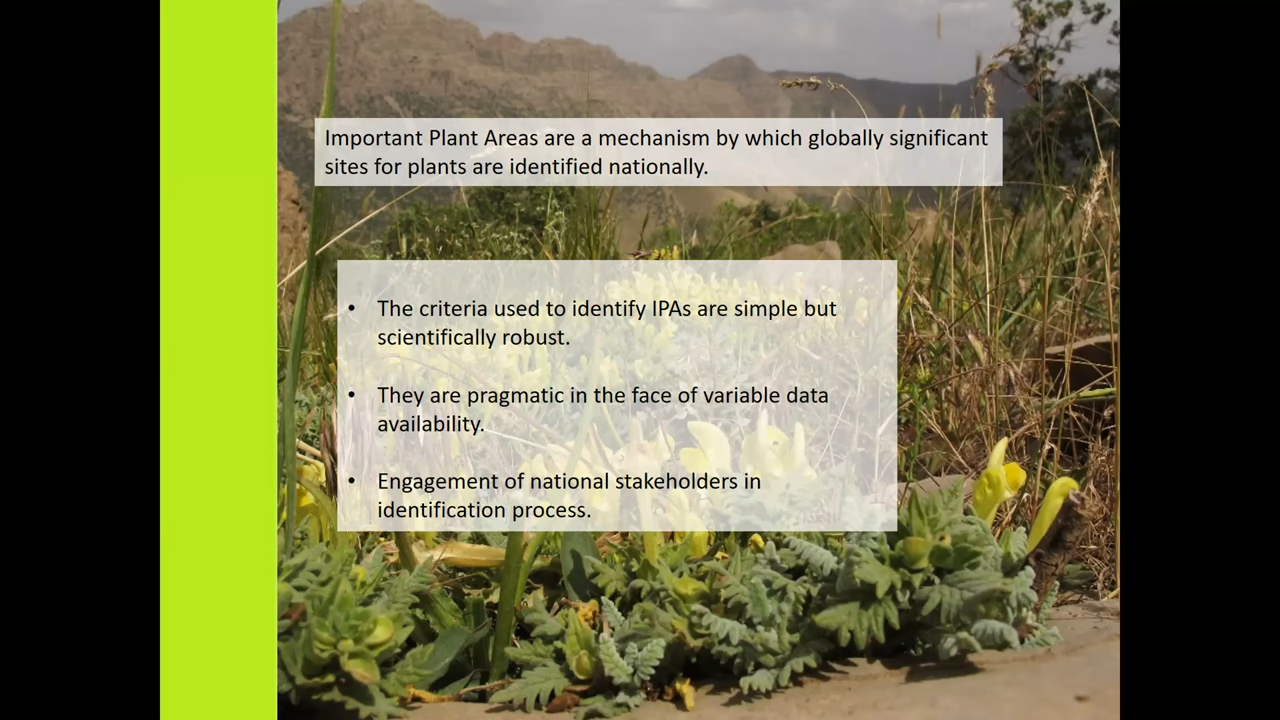 Important Plant Areas are a mechanism by which globally significant
sites for plants are identified nationally.
• The criteria used to identify IPAs are simple but
scientifically robust.
• They are pragmatic in the face of variable data
availability.
• Engagement of national stakeholders in
identification process.